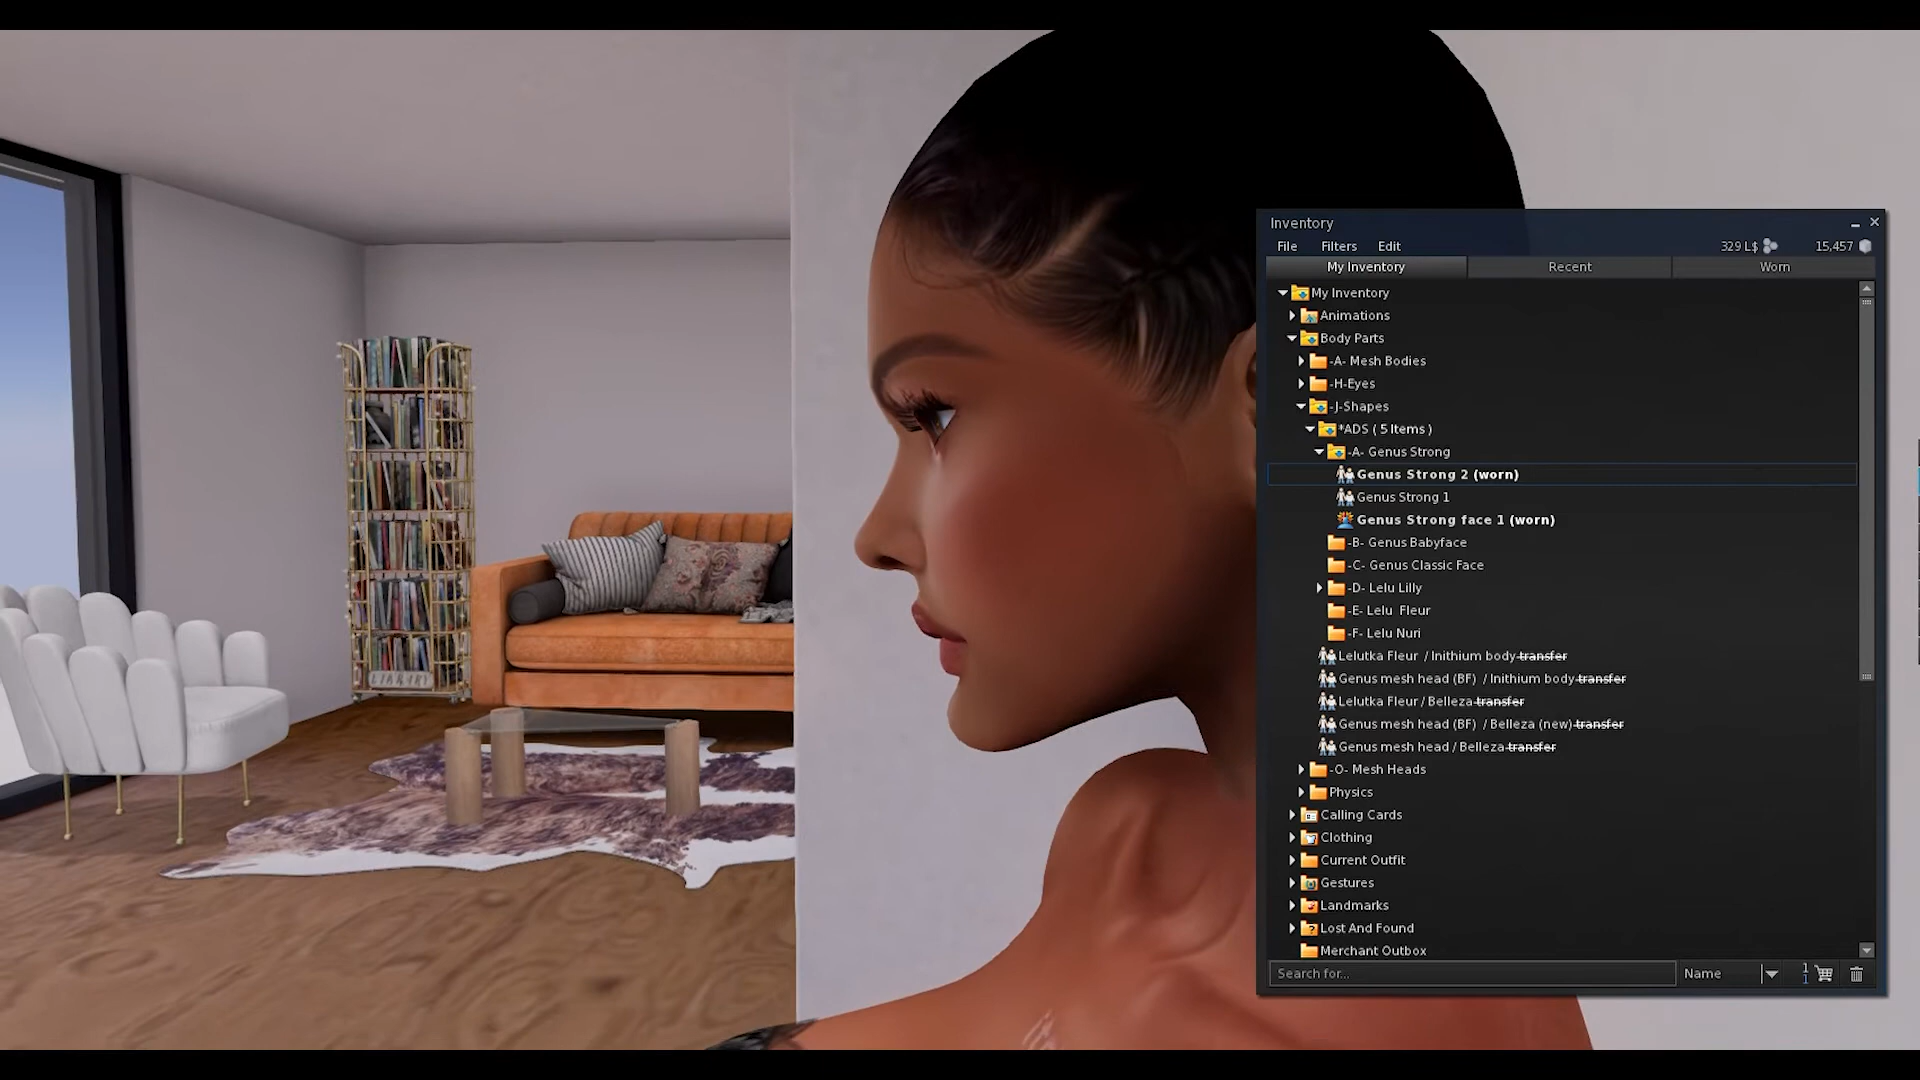 Inventory
File Filters Edit 329 L$ 15,457
My Inventory Recent Worn
My Inventory
Animations
Body Parts
-A- Mesh Bodies
-H-Eyes
-J-Shapes
*ADS ( 5 Items )
-A- Genus Strong
Genus Strong 2 (worn)
Genus Strong 1
Genus Strong face 1 (worn)
-B- Genus Babyface
-C- Genus Classic Face
-D- Lelu Lilly
-E- Lelu Fleur
-F- Lelu Nuri
Lelutka Fleur / Inithium body transfer
Genus mesh head (BF) / Inithium body transfer
Lelutka Fleur / Belleza transfer
Genus mesh head (BF) / Belleza (new) transfer
Genus mesh head / Belleza transfer
-O- Mesh Heads
Physics
Calling Cards
Clothing
Current Outfit
Gestures
Landmarks
Lost And Found
Merchant Outbox
Search for... Name
LIBRARY